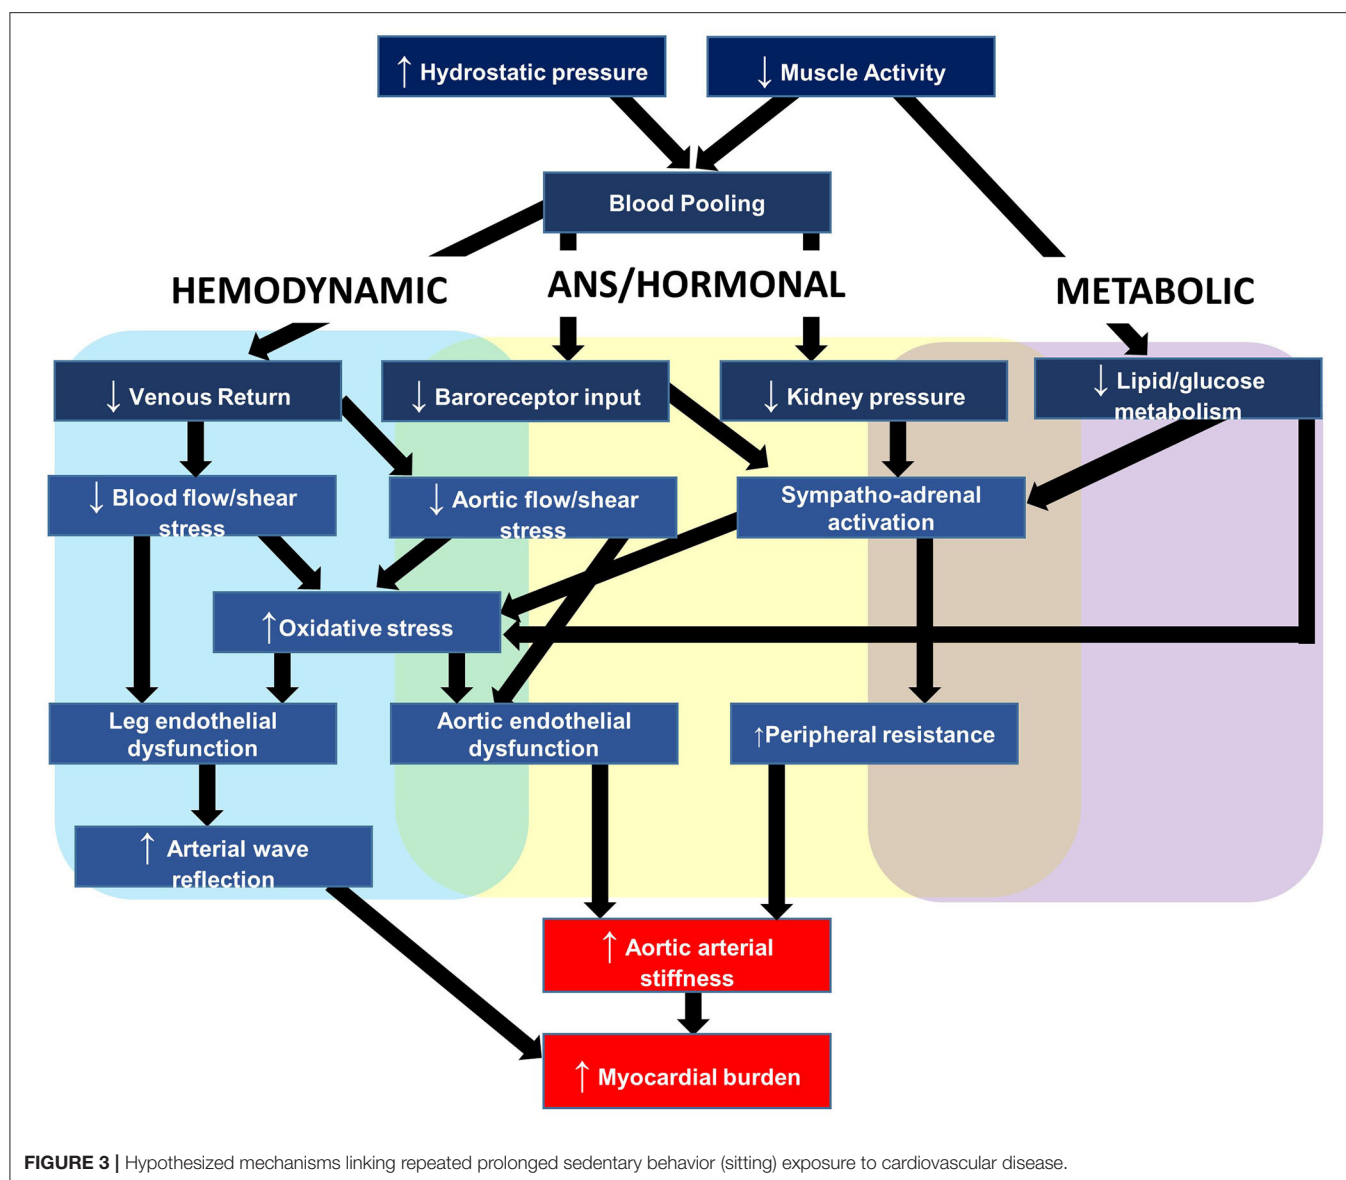 ↑ Hydrostatic pressure
↓ Muscle Activity
Blood Pooling
HEMODYNAMIC
ANS/HORMONAL
METABOLIC
↓ Venous Return
↓ Baroreceptor input
↓ Kidney pressure
↓ Lipid/glucose
metabolism
↓ Blood flow/shear
stress
↓ Aortic flow/shear
stress
Sympatho-adrenal
activation
↑Oxidative stress
Leg endothelial
dysfunction
Aortic endothelial
dysfunction
↑Peripheral resistance
↑ Arterial wave
reflection
↑ Aortic arterial
stiffness
↑ Myocardial burden
FIGURE 3 | Hypothesized mechanisms linking repeated prolonged sedentary behavior (sitting) exposure to cardiovascular disease.